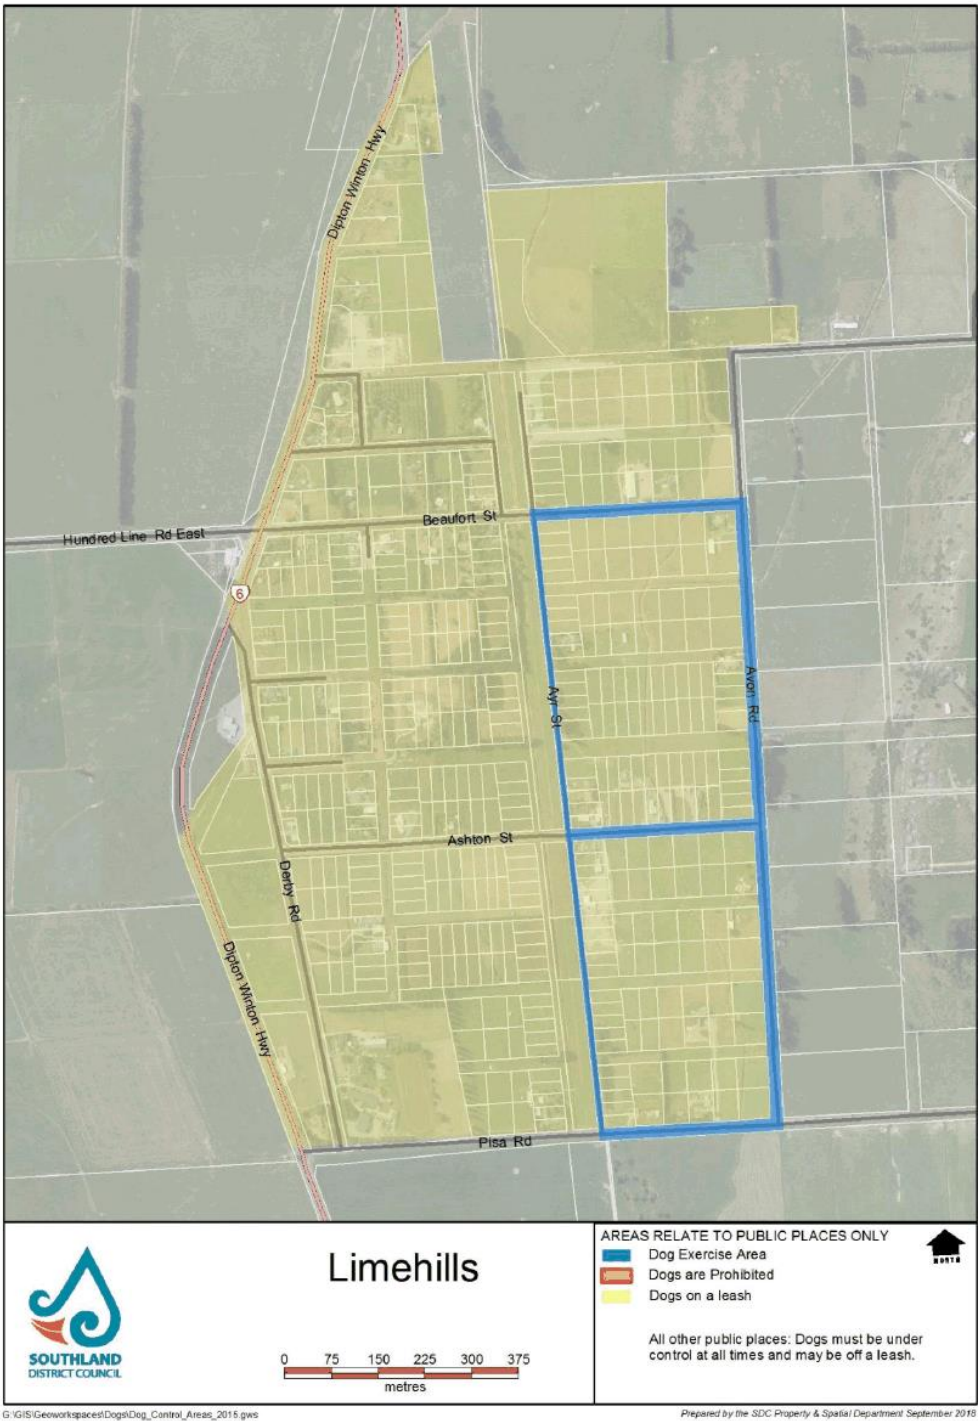 Dipton Winton Hwy
Beaufort St
Hundred Line Rd East
6
Ayr St
Avon Rd
Ashton St
Derby Rd
Dipton Winton Hwy
Pisa Rd
SOUTHLAND
DISTRICT COUNCIL
Limehills
0 75 150 225 300 375
metres
AREAS RELATE TO PUBLIC PLACES ONLY
Dog Exercise Area
Dogs are Prohibited
Dogs on a leash
NORTH
All other public places: Dogs must be under
control at all times and may be off a leash.
G:\GIS\Geoworkspaces\Dogs\Dog_Control_Areas_2015.gws
Prepared by the SDC Property & Spatial Department September 2018